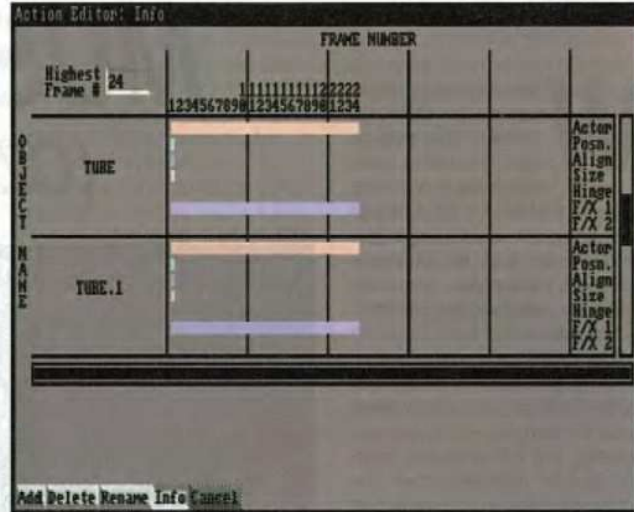 Action Editor: Info
FRAME NUMBER
Highest
Frame # 24
111111111122222
123456789012345678901234
OBJECT
NAME
TUBE
Actor
Posn.
Align
Size
Hinge
F/X 1
F/X 2
TUBE.1
Actor
Posn.
Align
Size
Hinge
F/X 1
F/X 2
Add Delete Rename Info Cancel